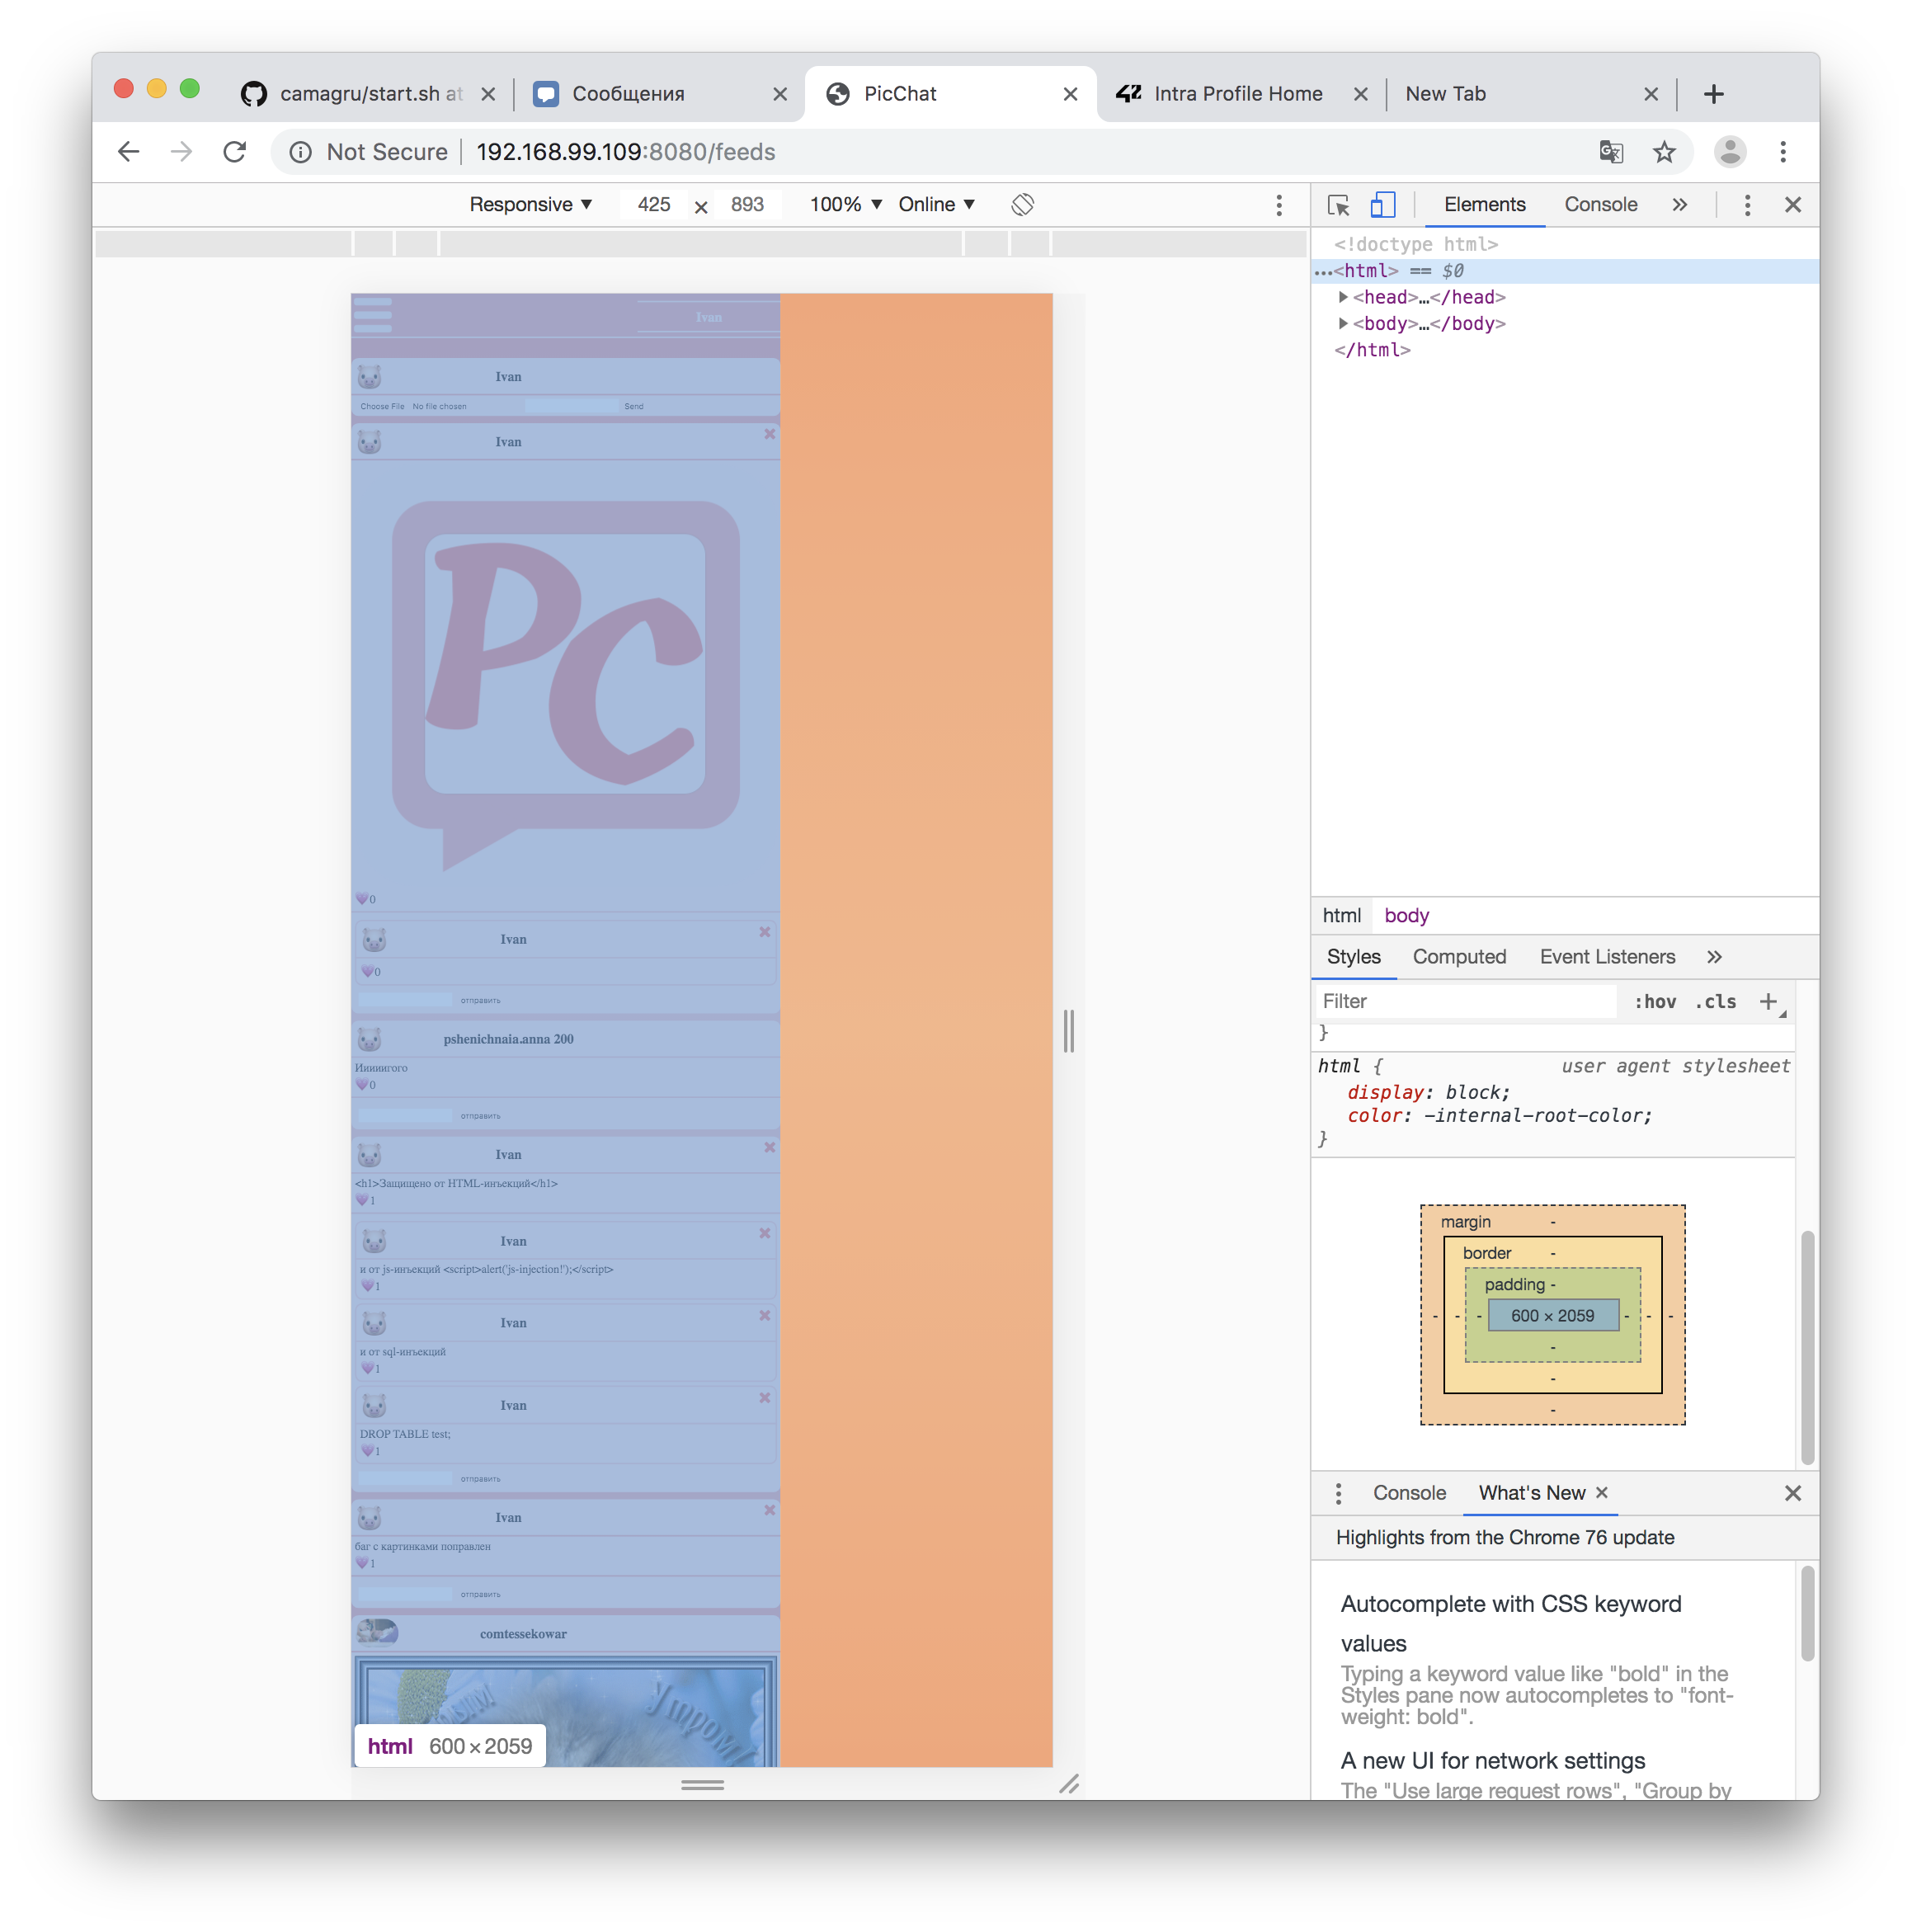 camagru/start.sh at
Сообщения
PicChat
Intra Profile Home
New Tab
Not Secure
192.168.99.109:8080/feeds
Responsive
425
893
100%
Online
Elements
Console
<!doctype html>
…<html> == $0
<head>…</head>
<body>…</body>
</html>
Ivan
Ivan
Choose File No file chosen
Send
Ivan
PC
0
Ivan
0
отправить
pshenichnaia.anna 200
Ииииигого
0
отправить
Ivan
<h1>Защищено от HTML-инъекций</h1>
1
Ivan
и от js-инъекций <script>alert('js-injection!');</script>
1
Ivan
и от sql-инъекций
1
Ivan
DROP TABLE test;
1
отправить
Ivan
баг с картинками поправлен
1
отправить
comtessekowar
Утром
html 600×2059
html
body
Styles
Computed
Event Listeners
Filter
:hov
.cls
}
html {
user agent stylesheet
display: block;
color: -internal-root-color;
}
margin -
border -
padding -
- - - 600 × 2059 - - -
-
-
-
Console
What's New
Highlights from the Chrome 76 update
Autocomplete with CSS keyword
values
Typing a keyword value like "bold" in the
Styles pane now autocompletes to "font-
weight: bold".
A new UI for network settings
The "Use large request rows", "Group by